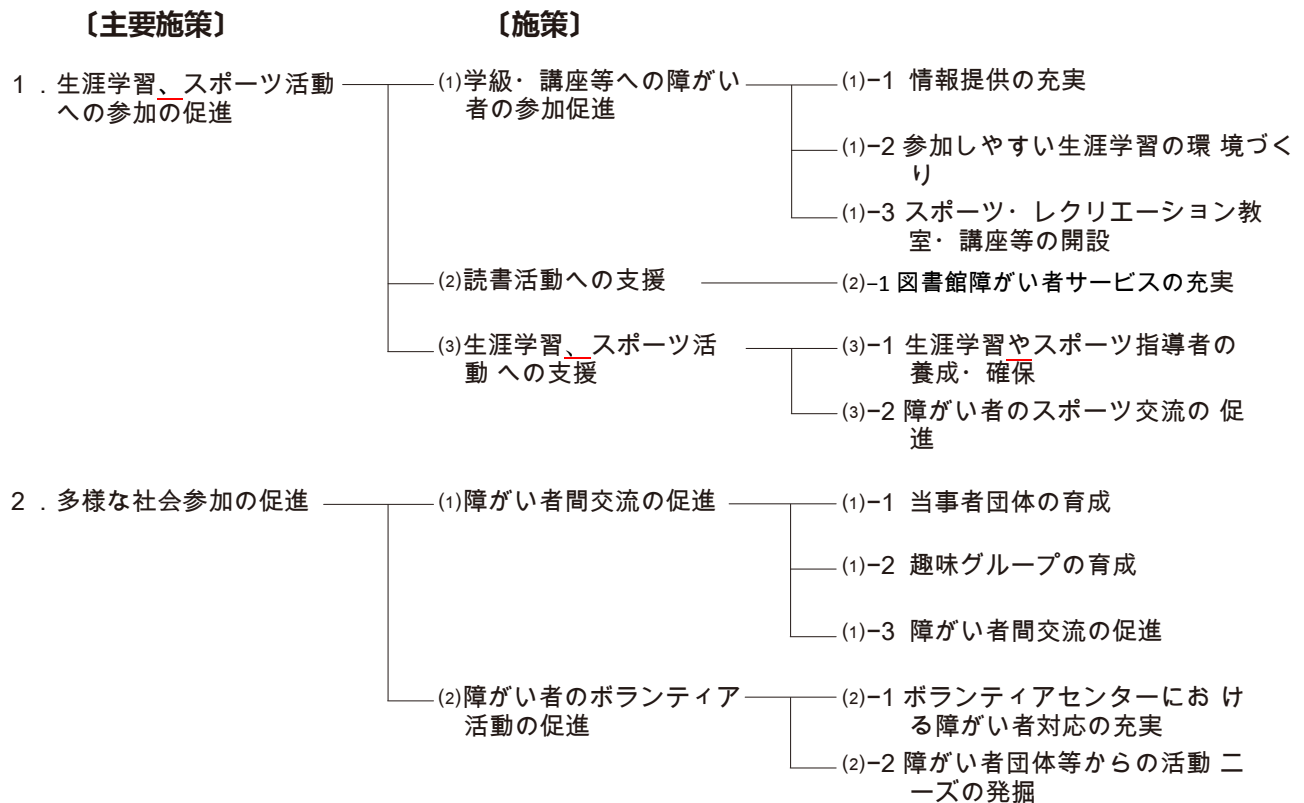 〔主要施策〕 〔施策〕
1．生涯学習、スポーツ活動
への参加の促進
(1)学級・講座等への障がい
者の参加促進
(1)−1 情報提供の充実
(1)−2 参加しやすい生涯学習の環 境づく
り
(1)−3 スポーツ・レクリエーション教
室・講座等の開設
(2)読書活動への支援
(2)−1 図書館障がい者サービスの充実
(3)生涯学習、スポーツ活
動 への支援
(3)−1 生涯学習やスポーツ指導者の
養成・確保
(3)−2 障がい者のスポーツ交流の 促
進
2．多様な社会参加の促進
(1)障がい者間交流の促進
(1)−1 当事者団体の育成
(1)−2 趣味グループの育成
(1)−3 障がい者間交流の促進
(2)障がい者のボランティア
活動の促進
(2)−1 ボランティアセンターにお け
る障がい者対応の充実
(2)−2 障がい者団体等からの活動 ニ
ーズの発掘